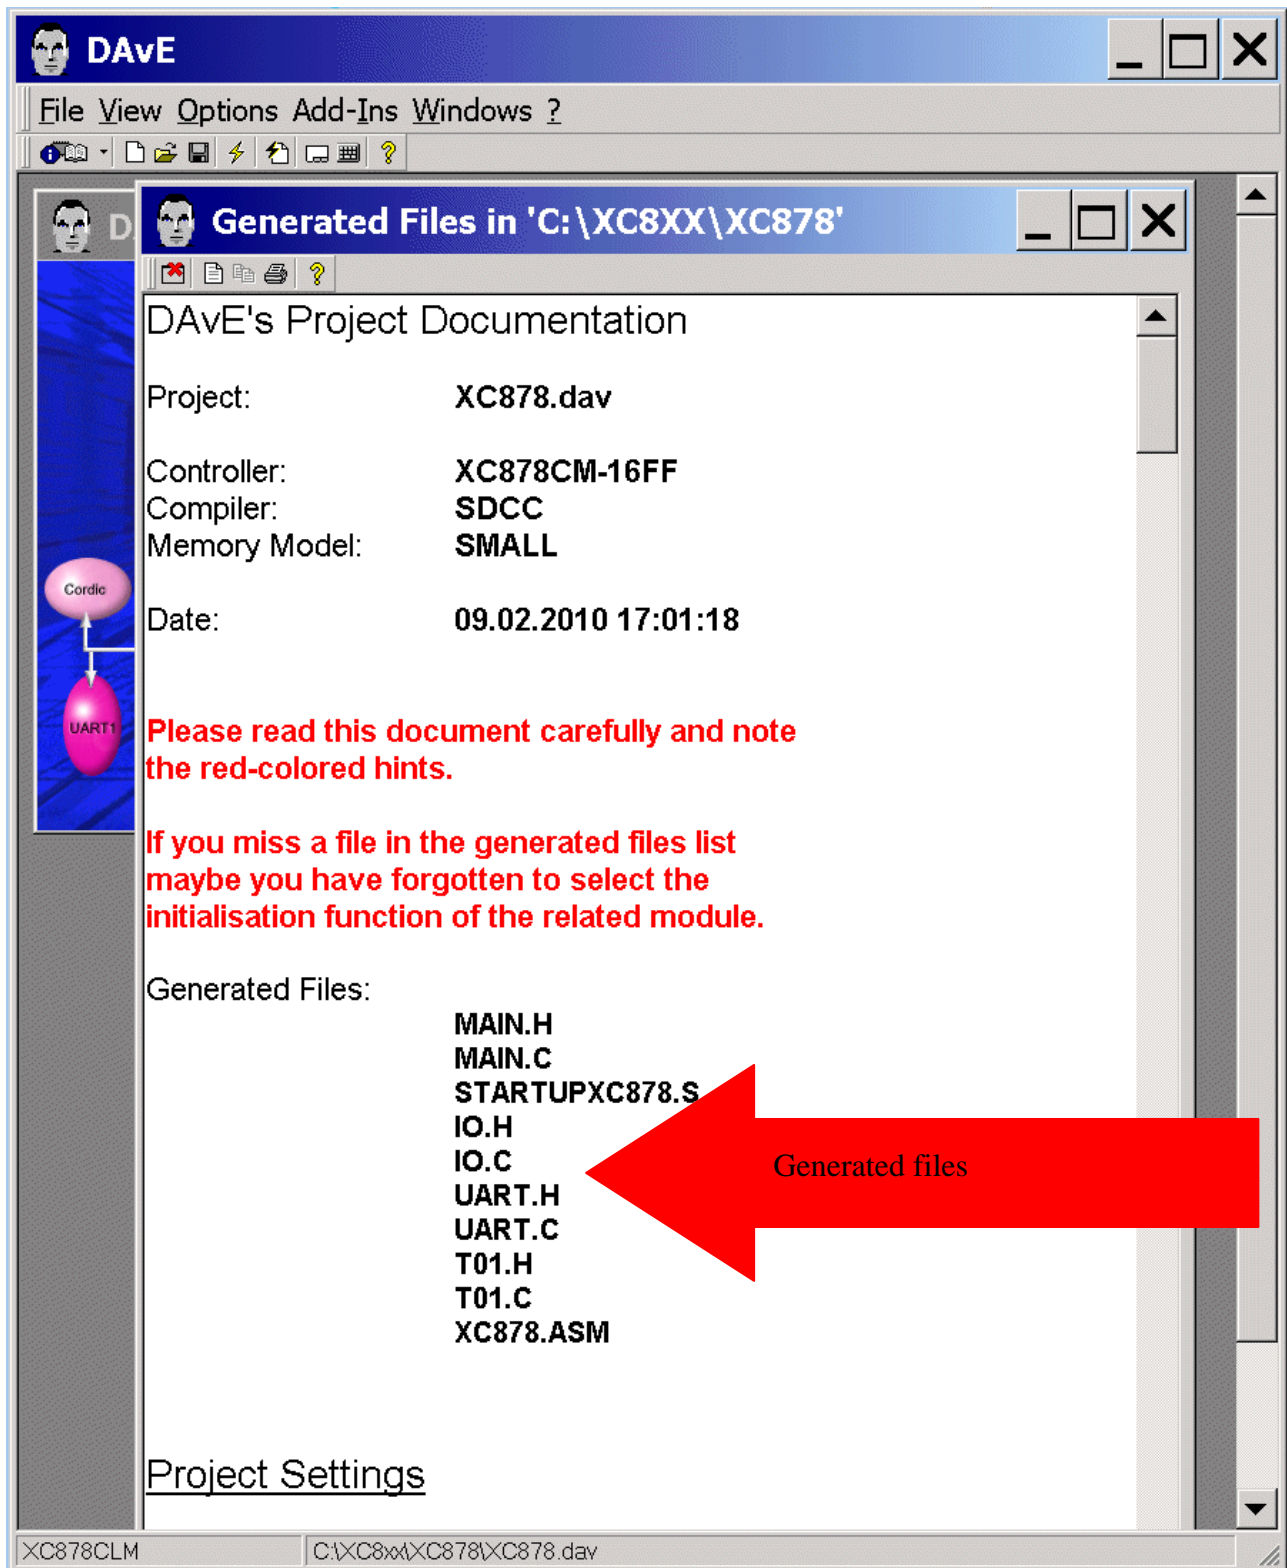 DAvE
File View Options Add-Ins Windows ?
D
Generated Files in 'C:\XC8XX\XC878'
DAvE's Project Documentation
Project: XC878.dav
Controller: XC878CM-16FF
Compiler: SDCC
Memory Model: SMALL
Cordic
Date: 09.02.2010 17:01:18
UART1
Please read this document carefully and note
the red-colored hints.
If you miss a file in the generated files list
maybe you have forgotten to select the
initialisation function of the related module.
Generated Files:
MAIN.H
MAIN.C
STARTUPXC878.S
IO.H
IO.C
Generated files
UART.H
UART.C
T01.H
T01.C
XC878.ASM
Project Settings
XC878CLM C:\XC8xx\XC878\XC878.dav